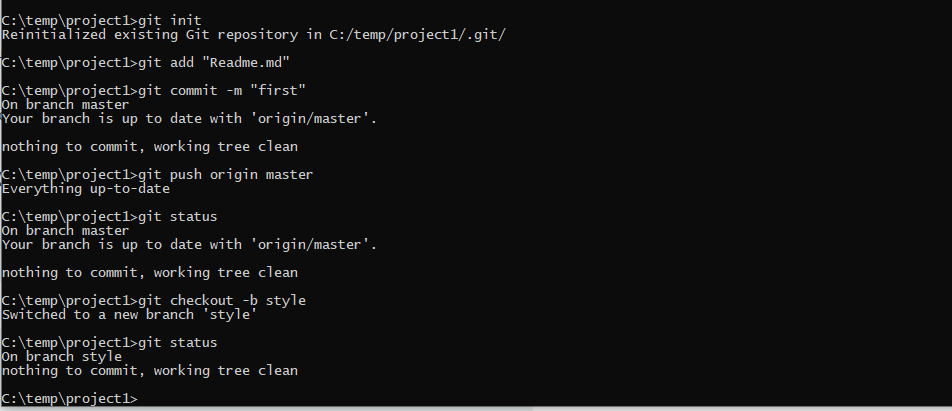 C:\temp\project1>git init
Reinitialized existing Git repository in C:/temp/project1/.git/
C:\temp\project1>git add "Readme.md"
C:\temp\project1>git commit -m "first"
On branch master
Your branch is up to date with 'origin/master'.
nothing to commit, working tree clean
C:\temp\project1>git push origin master
Everything up-to-date
C:\temp\project1>git status
On branch master
Your branch is up to date with 'origin/master'.
nothing to commit, working tree clean
C:\temp\project1>git checkout -b style
Switched to a new branch 'style'
C:\temp\project1>git status
On branch style
nothing to commit, working tree clean
C:\temp\project1>